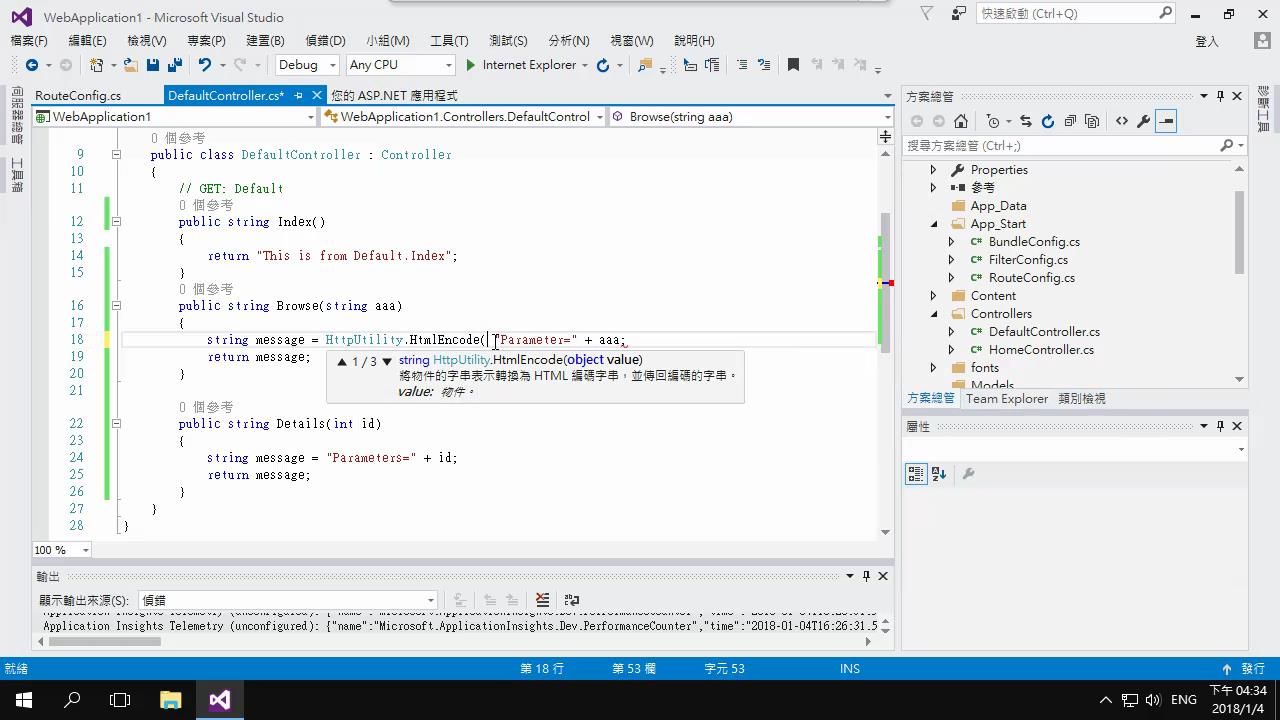 WebApplication1 - Microsoft Visual Studio
快速啟動 (Ctrl+Q)
檔案(F) 編輯(E) 檢視(V) 專案(P) 建置(B) 偵錯(D) 小組(M) 工具(T) 測試(S) 分析(N) 視窗(W) 說明(H)
登入
Debug Any CPU Internet Explorer
伺服器總管
工具箱
診斷工具
RouteConfig.cs DefaultController.cs* 您的 ASP.NET 應用程式
WebApplication1 WebApplication1.Controllers.DefaultControl Browse(string aaa)
0 個參考
9 public class DefaultController : Controller
10 {
11 // GET: Default
0 個參考
12 public string Index()
13 {
14 return "This is from Default.Index";
15 }
0 個參考
16 public string Browse(string aaa)
17 {
18 string message = HttpUtility.HtmlEncode( "Parameter=" + aaa;
19 return message;
20 }
21
▲ 1 / 3 ▼ string HttpUtility.HtmlEncode(object value)
將物件的字串表示轉換為 HTML 編碼字串，並傳回編碼的字串。
value: 物件。
0 個參考
22 public string Details(int id)
23 {
24 string message = "Parameters=" + id;
25 return message;
26 }
27 }
28 }
100 %
輸出
顯示輸出來源(S): 偵錯
Application Insights Telemetry (unconfigured): {"name":"Microsoft.ApplicationInsights.Dev.PerformanceCounter","time":"2018-01-04T16:26:31.5
方案總管
搜尋方案總管 (Ctrl+;)
Properties
參考
App_Data
App_Start
C# BundleConfig.cs
C# FilterConfig.cs
C# RouteConfig.cs
Content
Controllers
C# DefaultController.cs
C# HomeController.cs
fonts
Models
方案總管 Team Explorer 類別檢視
屬性
就緒 第 18 行 第 53 欄 字元 53 INS 發行
ENG
下午 04:34
2018/1/4